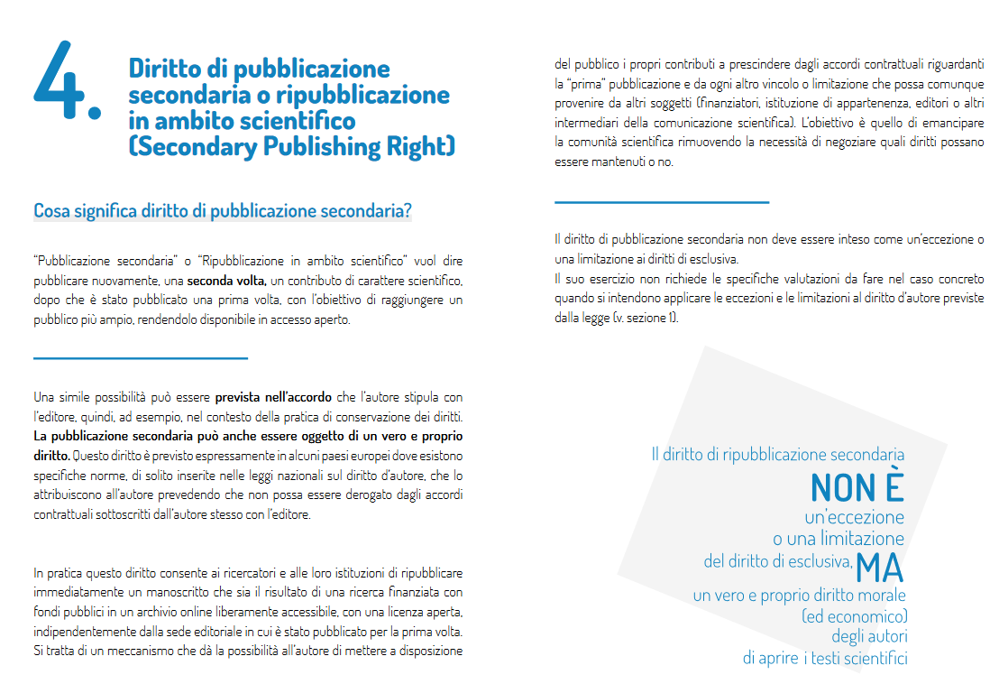 4.
Diritto di pubblicazione
secondaria o ripubblicazione
in ambito scientifico
(Secondary Publishing Right)
Cosa significa diritto di pubblicazione secondaria?
“Pubblicazione secondaria” o “Ripubblicazione in ambito scientifico” vuol dire
pubblicare nuovamente, una seconda volta, un contributo di carattere scientifico,
dopo che è stato pubblicato una prima volta, con l’obiettivo di raggiungere un
pubblico più ampio, rendendolo disponibile in accesso aperto.
Una simile possibilità può essere prevista nell’accordo che l’autore stipula con
l’editore, quindi, ad esempio, nel contesto della pratica di conservazione dei diritti.
La pubblicazione secondaria può anche essere oggetto di un vero e proprio
diritto. Questo diritto è previsto espressamente in alcuni paesi europei dove esistono
specifiche norme, di solito inserite nelle leggi nazionali sul diritto d’autore, che lo
attribuiscono all’autore prevedendo che non possa essere derogato dagli accordi
contrattuali sottoscritti dall’autore stesso con l’editore.
In pratica questo diritto consente ai ricercatori e alle loro istituzioni di ripubblicare
immediatamente un manoscritto che sia il risultato di una ricerca finanziata con
fondi pubblici in un archivio online liberamente accessibile, con una licenza aperta,
indipendentemente dalla sede editoriale in cui è stato pubblicato per la prima volta.
Si tratta di un meccanismo che dà la possibilità all’autore di mettere a disposizione
del pubblico i propri contributi a prescindere dagli accordi contrattuali riguardanti
la “prima” pubblicazione e da ogni altro vincolo o limitazione che possa comunque
provenire da altri soggetti (finanziatori, istituzione di appartenenza, editori o altri
intermediari della comunicazione scientifica). L’obiettivo è quello di emancipare
la comunità scientifica rimuovendo la necessità di negoziare quali diritti possano
essere mantenuti o no.
Il diritto di pubblicazione secondaria non deve essere inteso come un’eccezione o
una limitazione ai diritti di esclusiva.
Il suo esercizio non richiede le specifiche valutazioni da fare nel caso concreto
quando si intendono applicare le eccezioni e le limitazioni al diritto d’autore previste
dalla legge (v. sezione 1).
Il diritto di ripubblicazione secondaria
NON È
un’eccezione
o una limitazione
del diritto di esclusiva, MA
un vero e proprio diritto morale
(ed economico)
degli autori
di aprire i testi scientifici